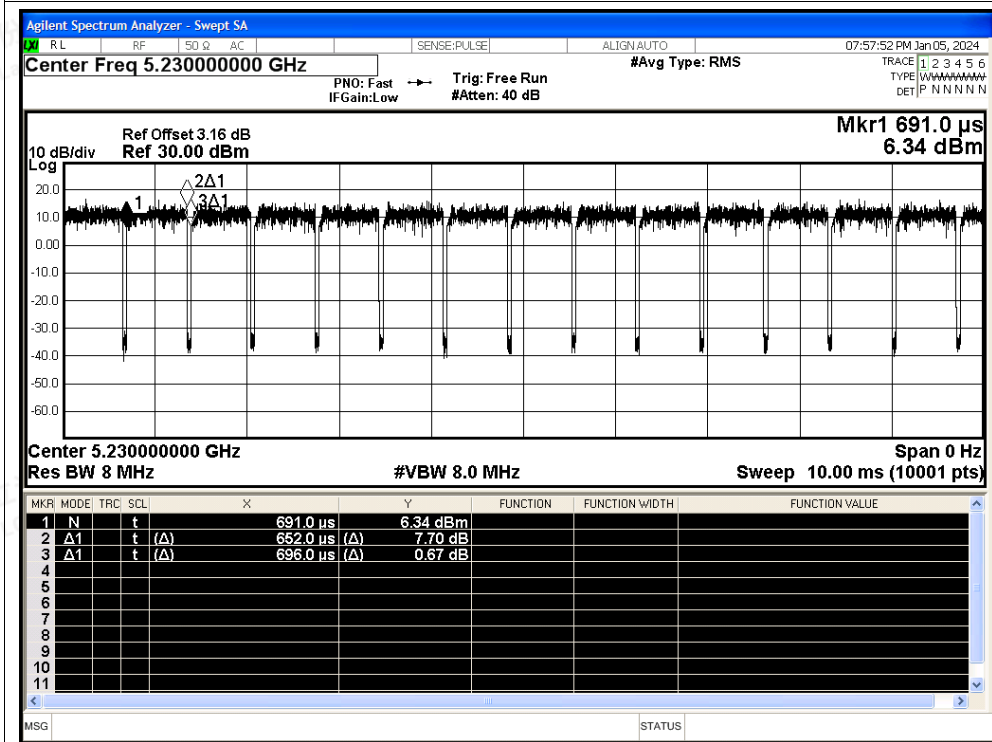 Agilent Spectrum Analyzer - Swept SA
LXI RL RF 50 Ω AC SENSE:PULSE ALIGN AUTO 07:57:52 PM Jan 05, 2024
Center Freq 5.230000000 GHz #Avg Type: RMS TRACE 1 2 3 4 5 6
PNO: Fast Trig: Free Run TYPE
IFGain:Low #Atten: 40 dB DET P N N N N N
Mkr1 691.0 µs
Ref Offset 3.16 dB
10 dB/div Ref 30.00 dBm 6.34 dBm
Log
20.0
10.0
0.00
-10.0
-20.0
-30.0
-40.0
-50.0
-60.0
1
2Δ1
3Δ1
Center 5.230000000 GHz Span 0 Hz
Res BW 8 MHz #VBW 8.0 MHz Sweep 10.00 ms (10001 pts)
MKR MODE TRC SCL X Y FUNCTION FUNCTION WIDTH FUNCTION VALUE
1 N t 691.0 µs 6.34 dBm
2 Δ1 t (Δ) 652.0 µs (Δ) 7.70 dB
3 Δ1 t (Δ) 696.0 µs (Δ) 0.67 dB
4
5
6
7
8
9
10
11
MSG STATUS